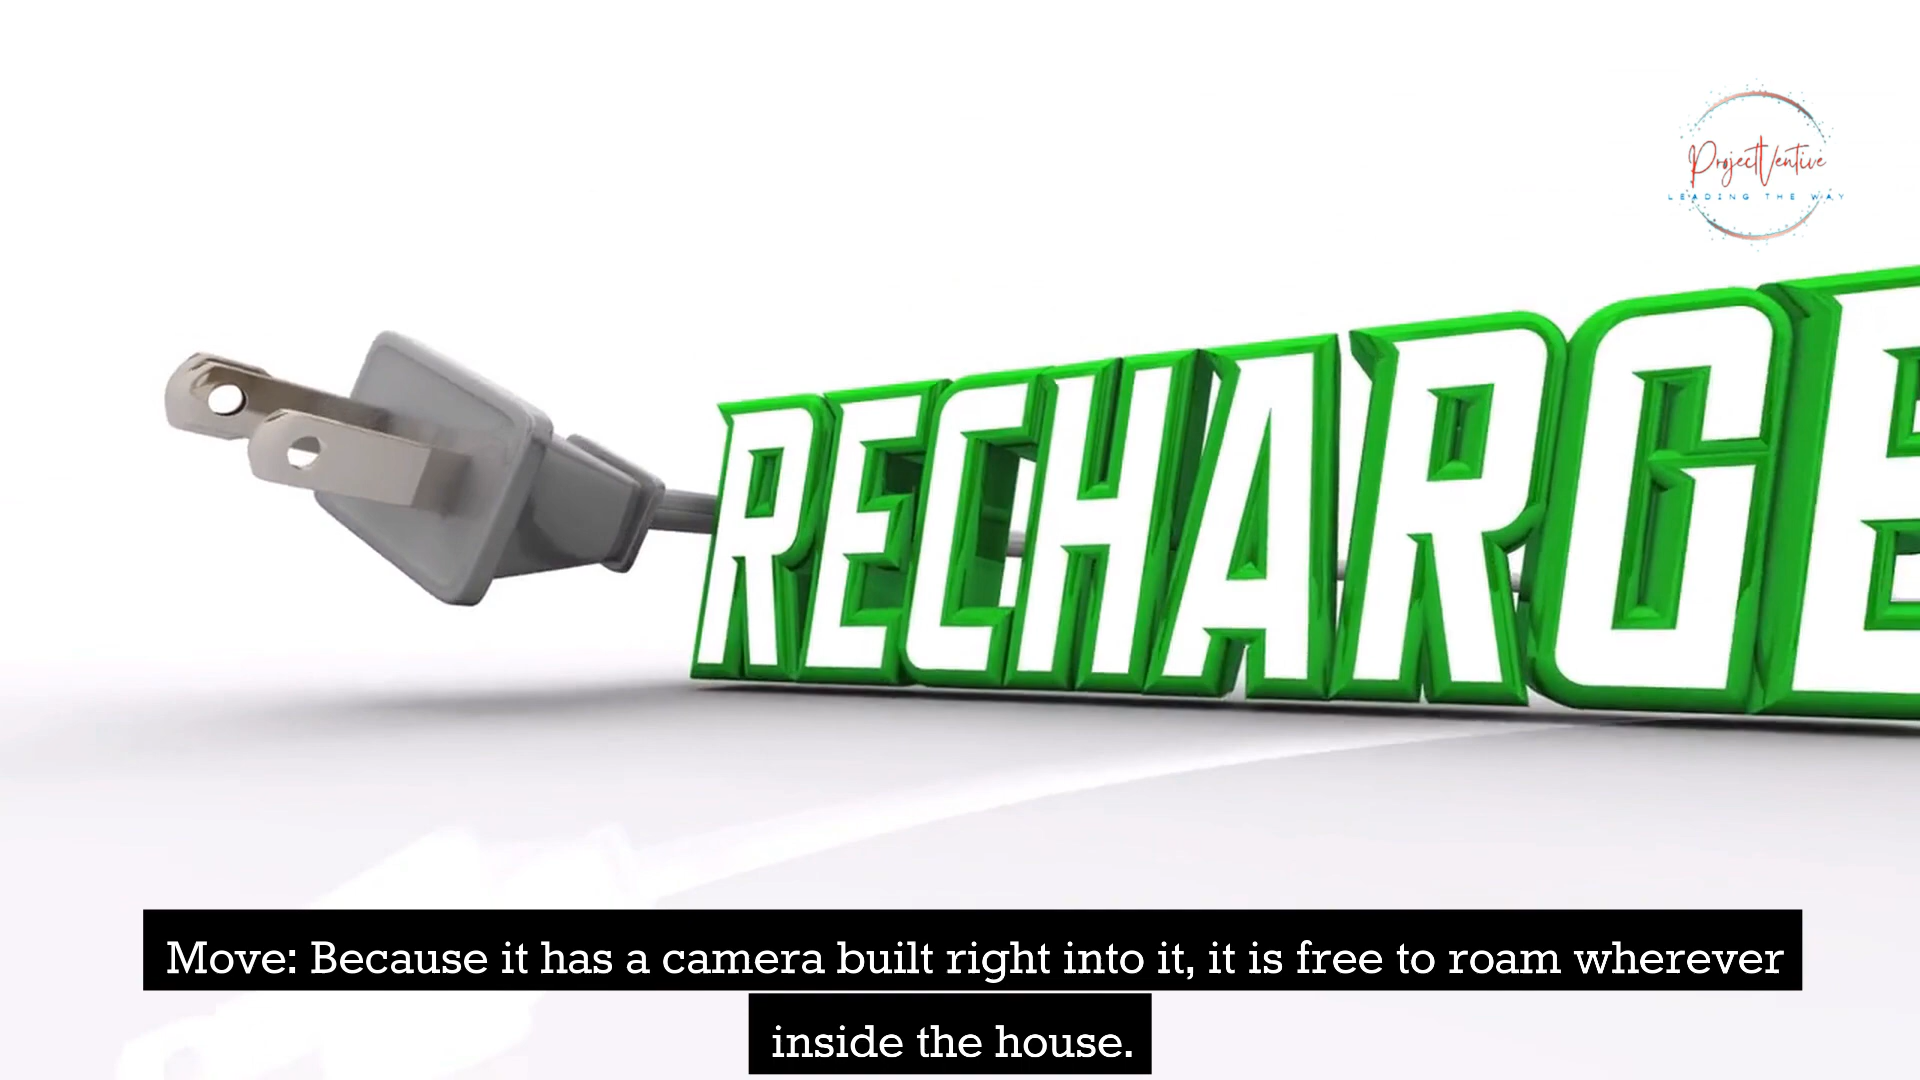 ProjectVentive
LEADING THE WAY
RECHARGE
Move: Because it has a camera built right into it, it is free to roam wherever
inside the house.